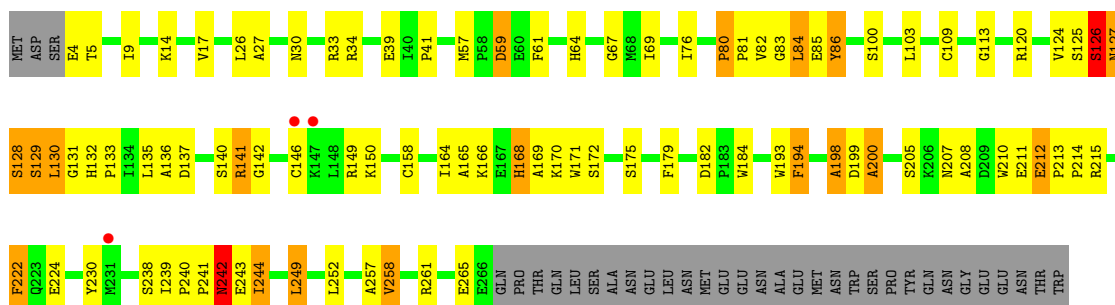 MET ASP SER E4 T5 I9 K14 V17 L26 A27 N30 R33 R34 E39 I40 P41 M57 P58 D59 E60 F61 H64 G67 M68 I69 I76 P80 P81 V82 G83 L84 E85 Y86 S100 L103 C109 G113 R120 V124 S125 S126 N127
S128 S129 L130 G131 H132 P133 I134 L135 A136 D137 S140 R141 G142 C146 K147 L148 R149 K150 C158 I164 A165 K166 E167 H168 A169 K170 W171 S172 S175 F179 D182 P183 W184 W193 F194 A198 D199 A200 S205 K206 N207 A208 D209 W210 E211 E212 P213 P214 R215
F222 Q223 E224 Y230 M231 S238 I239 P240 P241 N242 E243 I244 L249 L252 A257 V258 R261 E265 E266 GLN PRO THR GLN LEU SER ALA ASN GLU LEU ASN MET GLU GLU ASN ALA GLU MET ASN TRP SER PRO TYR GLN ASN GLY GLU GLU ASN THR TRP